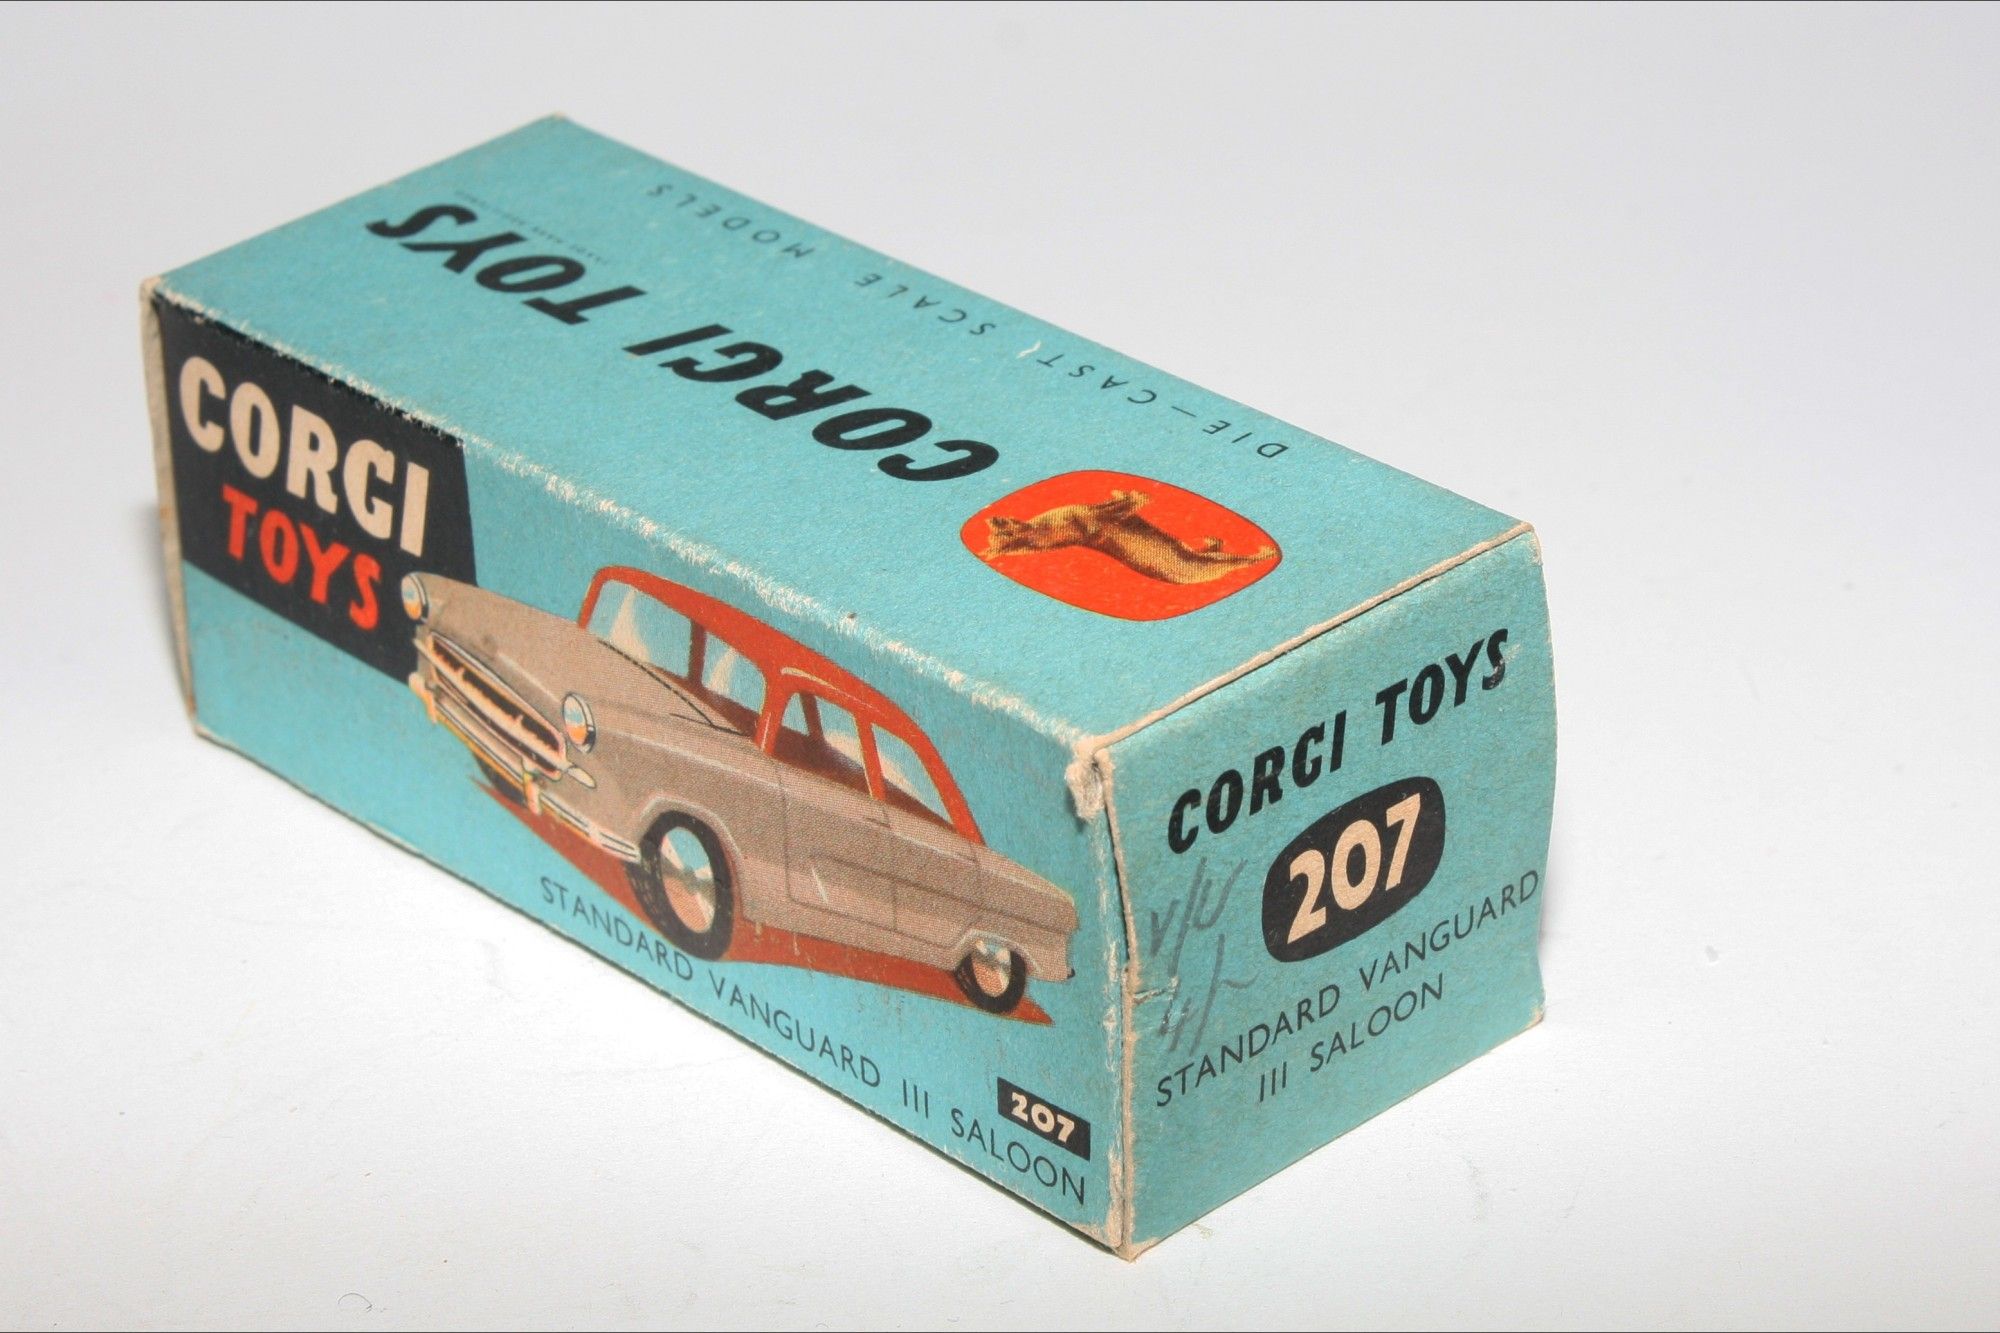 DIE-CAST SCALE MODELS
CORGI TOYS
CORGI
TOYS
STANDARD VANGUARD III SALOON
207
CORGI TOYS
207
STANDARD VANGUARD
III SALOON
V/U
4/-